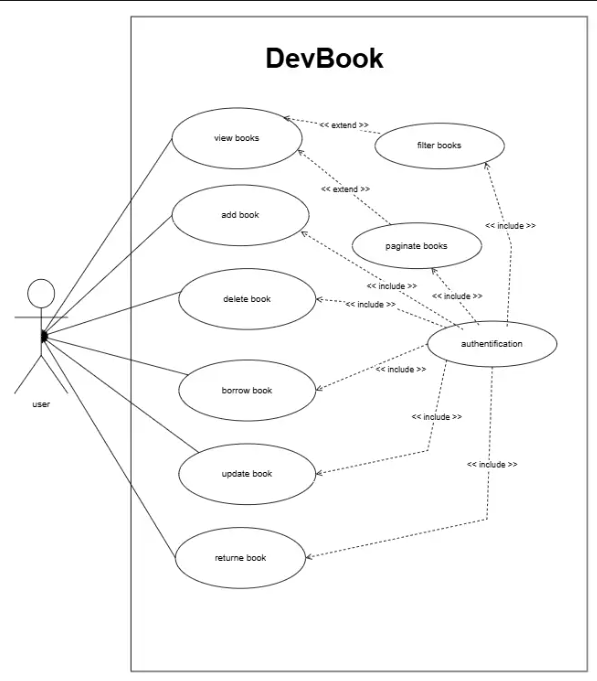 DevBook
view books
<< extend >>
filter books
add book
<< extend >>
<< include >>
paginate books
<< include >>
<< include >>
delete book
<< include >>
authentification
user
borrow book
<< include >>
<< include >>
update book
<< include >>
returne book